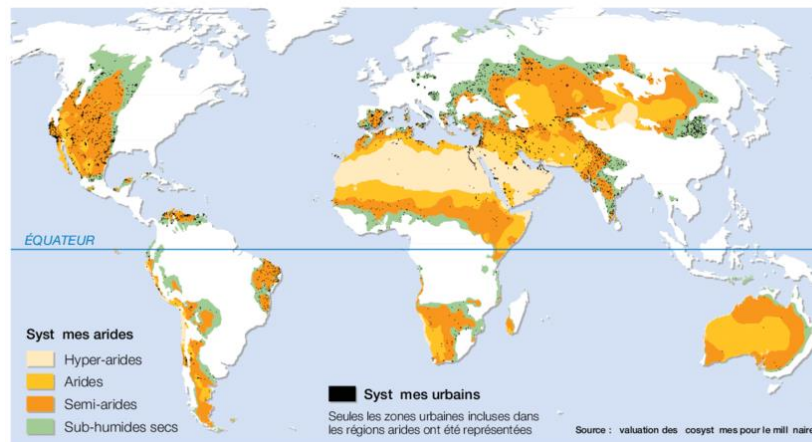 ÉQUATEUR
Syst mes arides
Hyper-arides
Arides
Semi-arides
Sub-humides secs
Syst mes urbains
Seules les zones urbaines incluses dans
les régions arides ont été représentées
Source : valuation des cosyst mes pour le mill naire